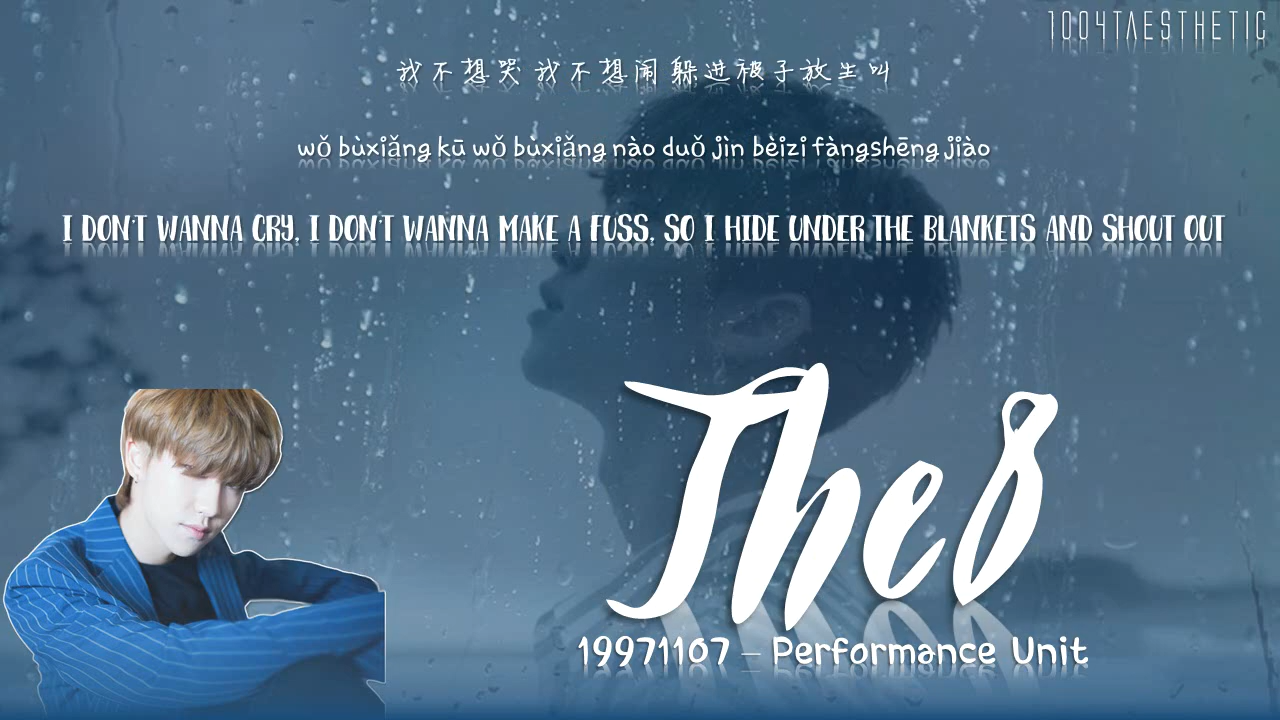 1004TAESTHETIC
我不想哭 我不想闹 躲进被子放生叫
wǒ bùxiǎng kū wǒ bùxiǎng nào duǒ jìn bèizi fàngshēng jiào
I DON'T WANNA CRY, I DON'T WANNA MAKE A FUSS, SO I HIDE UNDER THE BLANKETS AND SHOUT OUT
The8
19971107 – Performance Unit